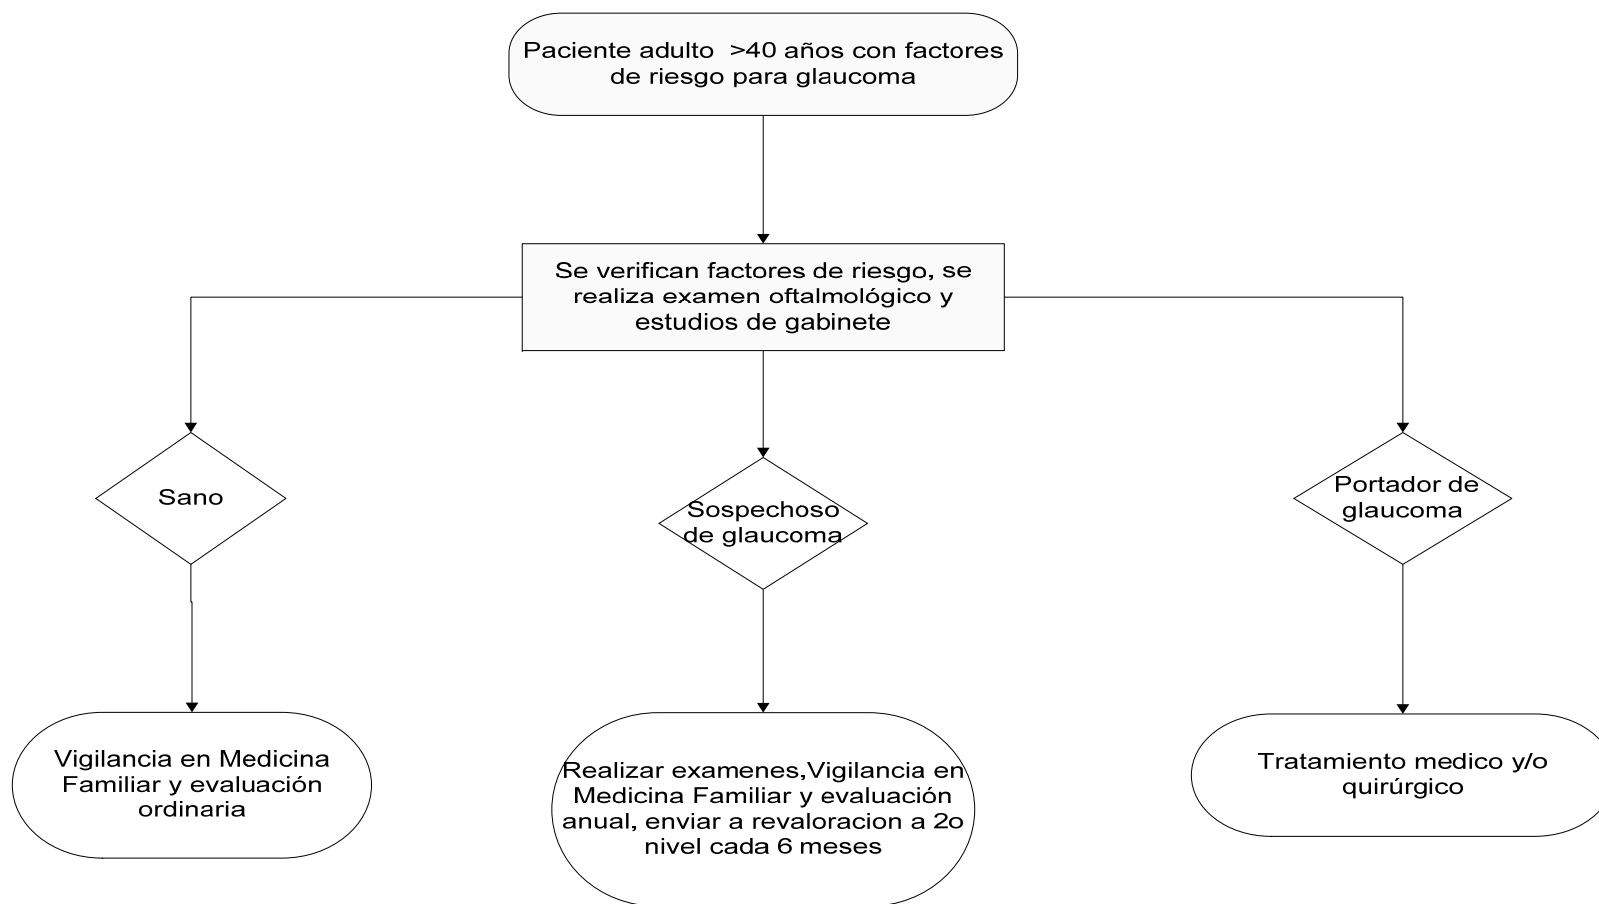 Paciente adulto >40 años con factores
de riesgo para glaucoma
Se verifican factores de riesgo, se
realiza examen oftalmológico y
estudios de gabinete
Sano
Sospechoso
de glaucoma
Portador de
glaucoma
Vigilancia en Medicina
Familiar y evaluación
ordinaria
Realizar examenes,Vigilancia en
Medicina Familiar y evaluación
anual, enviar a revaloracion a 2o
nivel cada 6 meses
Tratamiento medico y/o
quirúrgico